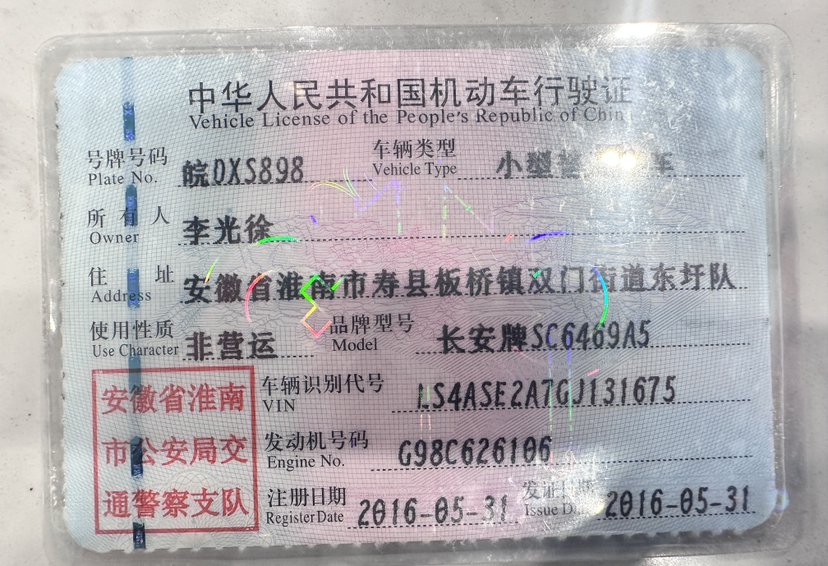 中华人民共和国机动车行驶证
Vehicle License of the People's Republic of China
号牌号码 皖DXS898 车辆类型 小型 车
Plate No. Vehicle Type
所有人 李光徐
Owner
住址 安徽省淮南市寿县板桥镇双门街道东圩队
Address
使用性质 非营运 品牌型号 长安牌SC6469A5
Use Character Model
安徽省淮南 车辆识别代号 LS4ASE2A7GJ131675
VIN
市公安局交 发动机号码 G98C626106
Engine No.
通警察支队 注册日期 2016-05-31 发证日期 2016-05-31
Register Date Issue Date